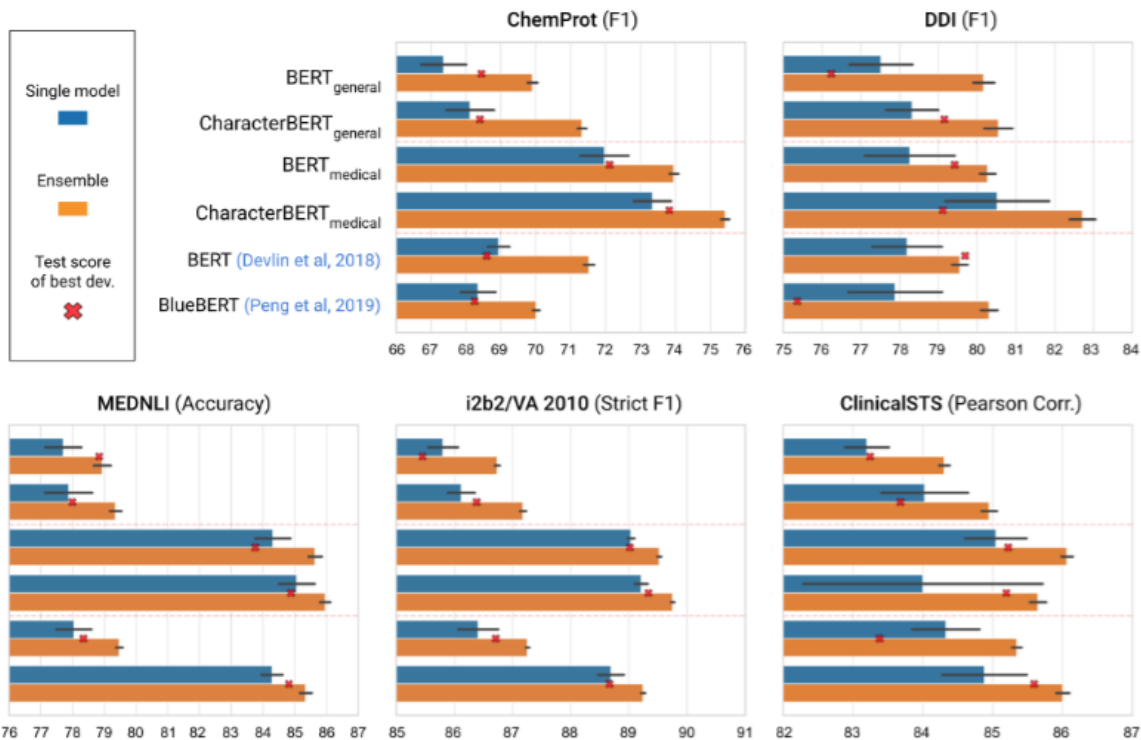 ChemProt (F1)
DDI (F1)
Single model
Ensemble
Test score
of best dev.
BERTgeneral
CharacterBERTgeneral
BERTmedical
CharacterBERTmedical
BERT (Devlin et al, 2018)
BlueBERT (Peng et al, 2019)
66 67 68 69 70 71 72 73 74 75 76
75 76 77 78 79 80 81 82 83 84
MEDNLI (Accuracy)
i2b2/VA 2010 (Strict F1)
ClinicalSTS (Pearson Corr.)
76 77 78 79 80 81 82 83 84 85 86 87
85 86 87 88 89 90 91
82 83 84 85 86 87